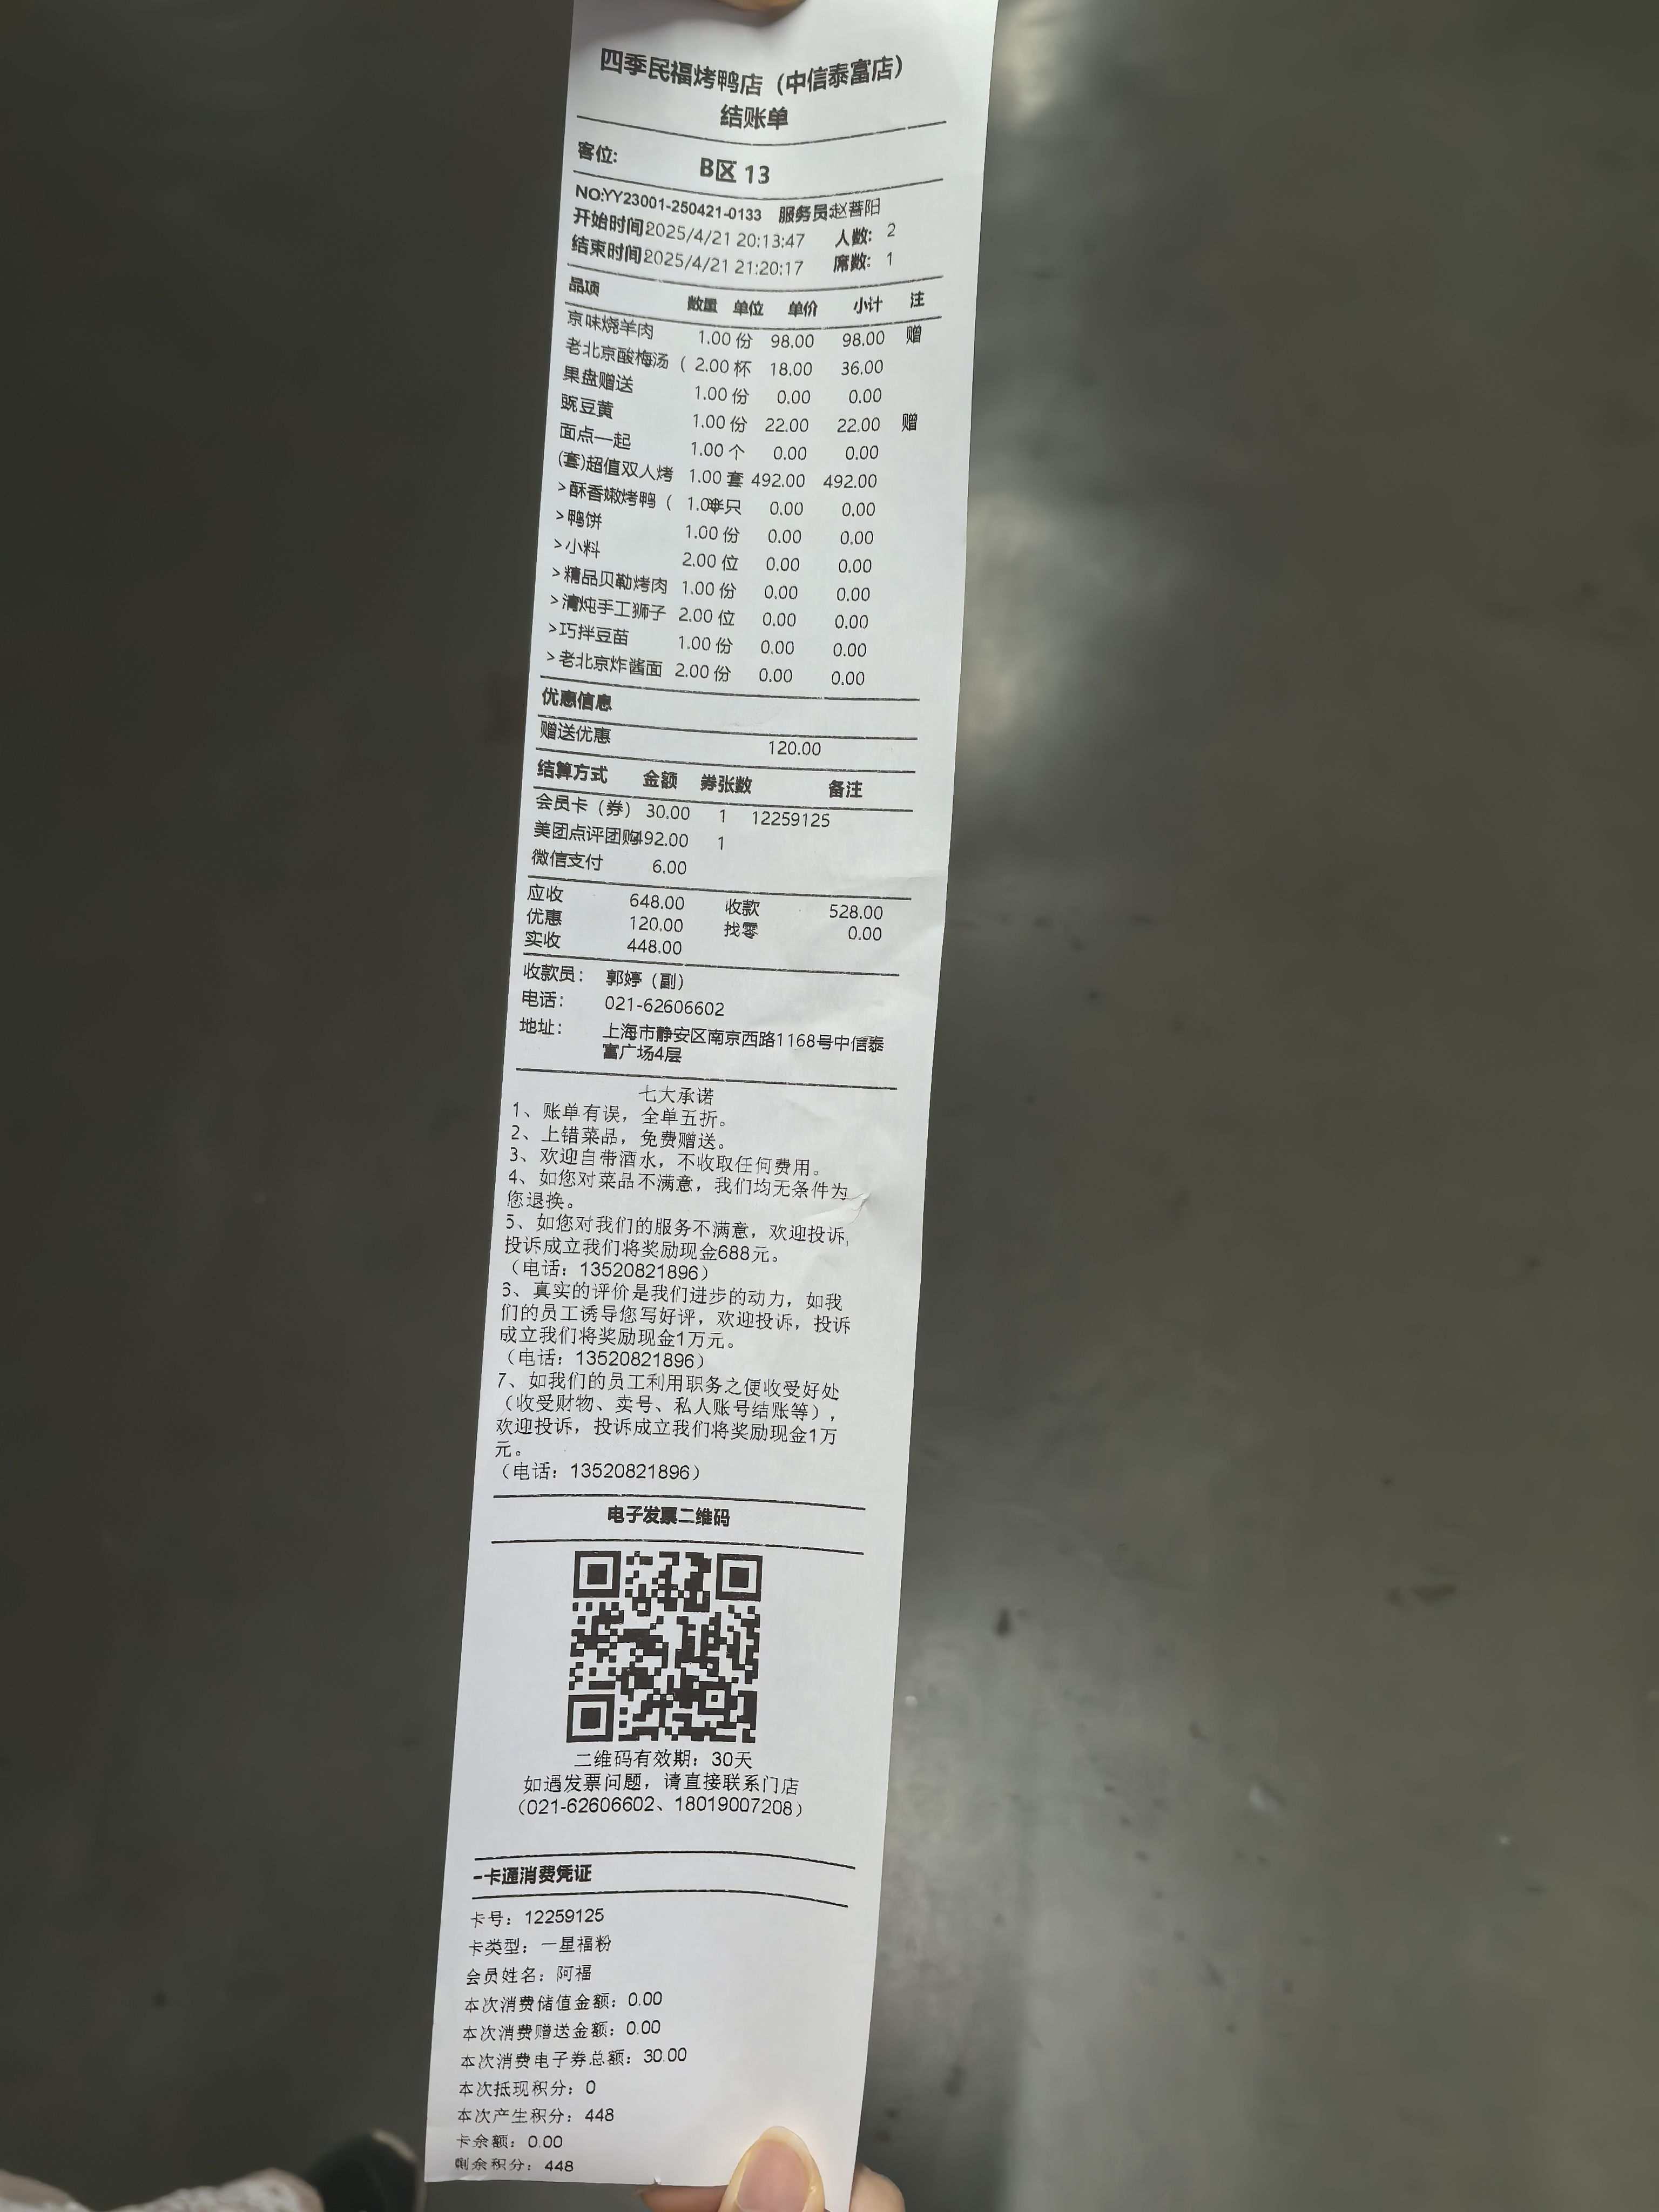 四季民福烤鸭店（中信泰富店）
结账单
客位: B区 13
NO:YY23001-250421-0133 服务员:赵蓍阳
开始时间2025/4/21 20:13:47 人数: 2
结束时间2025/4/21 21:20:17 席数: 1
品项 数量 单位 单价 小计 注
京味烧羊肉 1.00 份 98.00 98.00 赠
老北京酸梅汤（ 2.00 杯 18.00 36.00
果盘赠送 1.00 份 0.00 0.00
豌豆黄 1.00 份 22.00 22.00 赠
面点一起 1.00 个 0.00 0.00
(套)超值双人烤 1.00 套 492.00 492.00
>酥香嫩烤鸭（ 1.00半只 0.00 0.00
>鸭饼 1.00 份 0.00 0.00
>小料 2.00 位 0.00 0.00
>精品贝勒烤肉 1.00 份 0.00 0.00
>清炖手工狮子 2.00 位 0.00 0.00
>巧拌豆苗 1.00 份 0.00 0.00
>老北京炸酱面 2.00 份 0.00 0.00
优惠信息
赠送优惠 120.00
结算方式 金额 券张数 备注
会员卡（券） 30.00 1 12259125
美团点评团购492.00 1
微信支付 6.00
应收 648.00 收款 528.00
优惠 120.00 找零 0.00
实收 448.00
收款员: 郭婷（副）
电话: 021-62606602
地址: 上海市静安区南京西路1168号中信泰
富广场4层
七大承诺
1、账单有误，全单五折。
2、上错菜品，免费赠送。
3、欢迎自带酒水，不收取任何费用。
4、如您对菜品不满意，我们均无条件为
您退换。
5、如您对我们的服务不满意，欢迎投诉，
投诉成立我们将奖励现金688元。
（电话：13520821896）
6、真实的评价是我们进步的动力，如我
们的员工诱导您写好评，欢迎投诉，投诉
成立我们将奖励现金1万元。
（电话：13520821896）
7、如我们的员工利用职务之便收受好处
（收受财物、卖号、私人账号结账等），
欢迎投诉，投诉成立我们将奖励现金1万
元。
（电话：13520821896）
电子发票二维码
二维码有效期：30天
如遇发票问题，请直接联系门店
（021-62606602、18019007208）
一卡通消费凭证
卡号：12259125
卡类型：一星福粉
会员姓名：阿福
本次消费储值金额：0.00
本次消费赠送金额：0.00
本次消费电子券总额：30.00
本次抵现积分：0
本次产生积分：448
卡余额：0.00
剩余积分：448